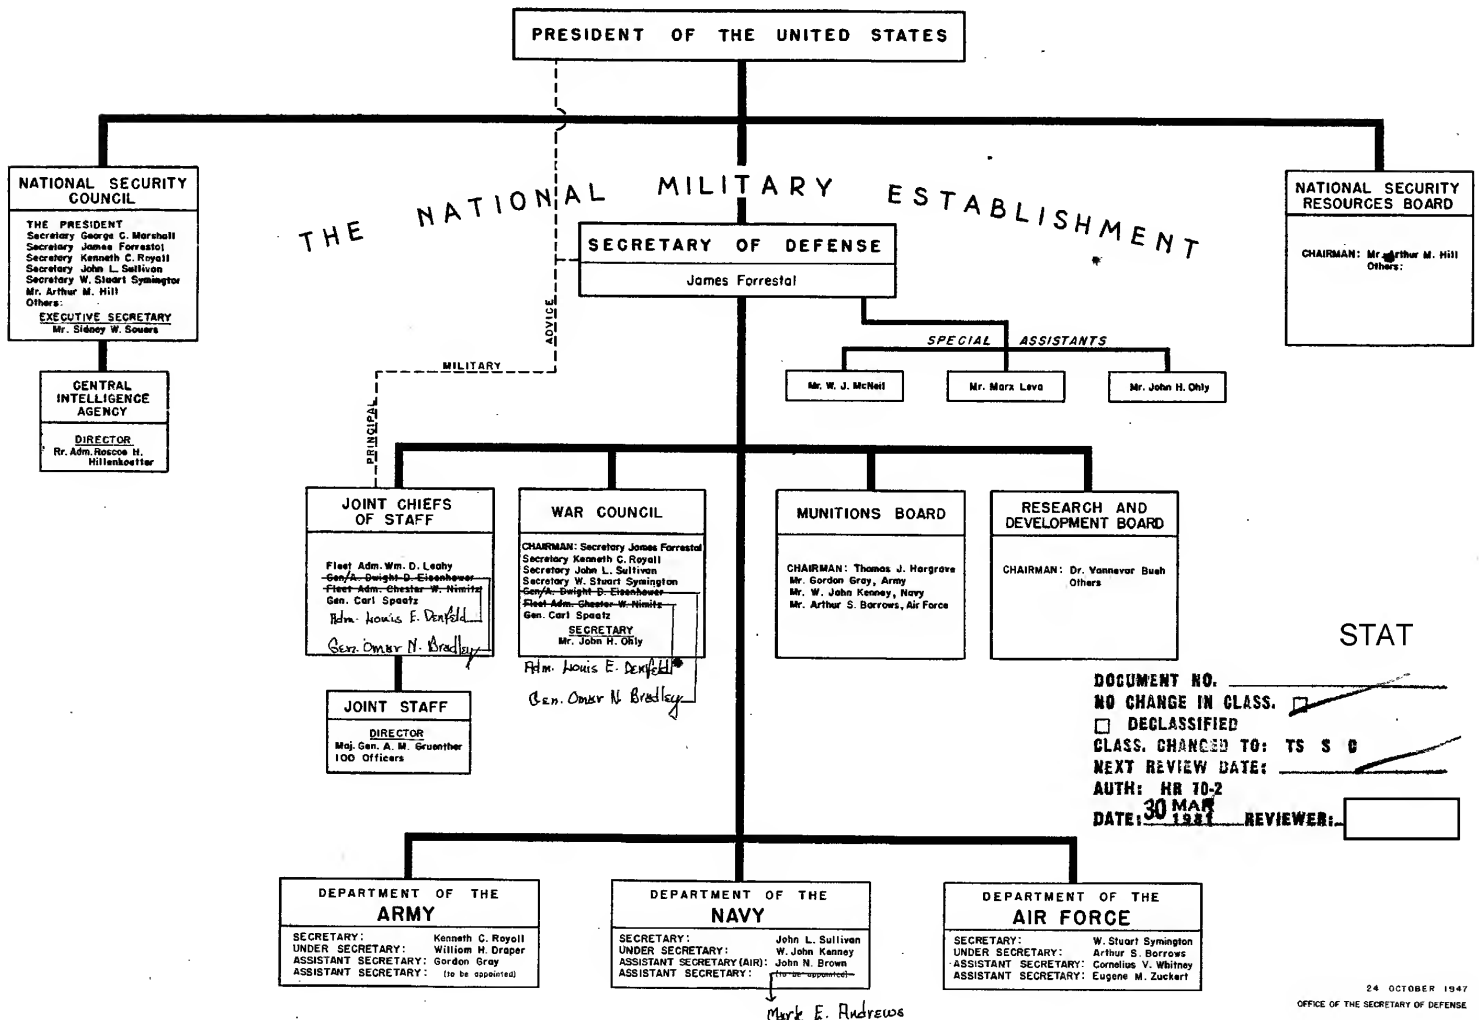 PRESIDENT OF THE UNITED STATES
THE NATIONAL MILITARY ESTABLISHMENT
NATIONAL SECURITY
COUNCIL
THE PRESIDENT
Secretary George C. Marshall
Secretary James Forrestal
Secretary Kenneth C. Royall
Secretary John L. Sullivan
Secretary W. Stuart Symington
Mr. Arthur M. Hill
Others:
EXECUTIVE SECRETARY
Mr. Sidney W. Souers
CENTRAL
INTELLIGENCE
AGENCY
DIRECTOR
Rr. Adm. Roscoe H.
Hillenkoetter
SECRETARY OF DEFENSE
James Forrestal
NATIONAL SECURITY
RESOURCES BOARD
CHAIRMAN: Mr. Arthur M. Hill
Others:
PRINCIPAL
MILITARY
ADVICE
SPECIAL ASSISTANTS
Mr. W. J. McNeil
Mr. Marx Leva
Mr. John H. Ohly
JOINT CHIEFS
OF STAFF
Fleet Adm. Wm. D. Leahy
Gen/A. Dwight D. Eisenhower
Fleet Adm. Chester W. Nimitz
Gen. Carl Spaatz
Adm. Louis E. Denfeld
Gen. Omar N. Bradley
JOINT STAFF
DIRECTOR
Maj. Gen. A. M. Gruenther
100 Officers
WAR COUNCIL
CHAIRMAN: Secretary James Forrestal
Secretary Kenneth C. Royall
Secretary John L. Sullivan
Secretary W. Stuart Symington
Gen/A. Dwight D. Eisenhower
Fleet Adm. Chester W. Nimitz
Gen. Carl Spaatz
SECRETARY
Mr. John H. Ohly
Adm. Louis E. Denfeld
Gen. Omar N. Bradley
MUNITIONS BOARD
CHAIRMAN: Thomas J. Hargrave
Mr. Gordon Gray, Army
Mr. W. John Kenney, Navy
Mr. Arthur S. Barrows, Air Force
RESEARCH AND
DEVELOPMENT BOARD
CHAIRMAN: Dr. Vannevar Bush
Others
STAT
DOCUMENT NO.
NO CHANGE IN CLASS. □
□ DECLASSIFIED
CLASS. CHANGED TO: TS S C
NEXT REVIEW DATE:
AUTH: HR 70-2
DATE: 30 MAR 1981 REVIEWER:
DEPARTMENT OF THE
ARMY
SECRETARY: Kenneth C. Royall
UNDER SECRETARY: William H. Draper
ASSISTANT SECRETARY: Gordon Gray
ASSISTANT SECRETARY: (to be appointed)
DEPARTMENT OF THE
NAVY
SECRETARY: John L. Sullivan
UNDER SECRETARY: W. John Kenney
ASSISTANT SECRETARY (AIR): John N. Brown
ASSISTANT SECRETARY: (to be appointed)
Mark E. Andrews
DEPARTMENT OF THE
AIR FORCE
SECRETARY: W. Stuart Symington
UNDER SECRETARY: Arthur S. Barrows
ASSISTANT SECRETARY: Cornelius V. Whitney
ASSISTANT SECRETARY: Eugene M. Zuckert
24 OCTOBER 1947
OFFICE OF THE SECRETARY OF DEFENSE